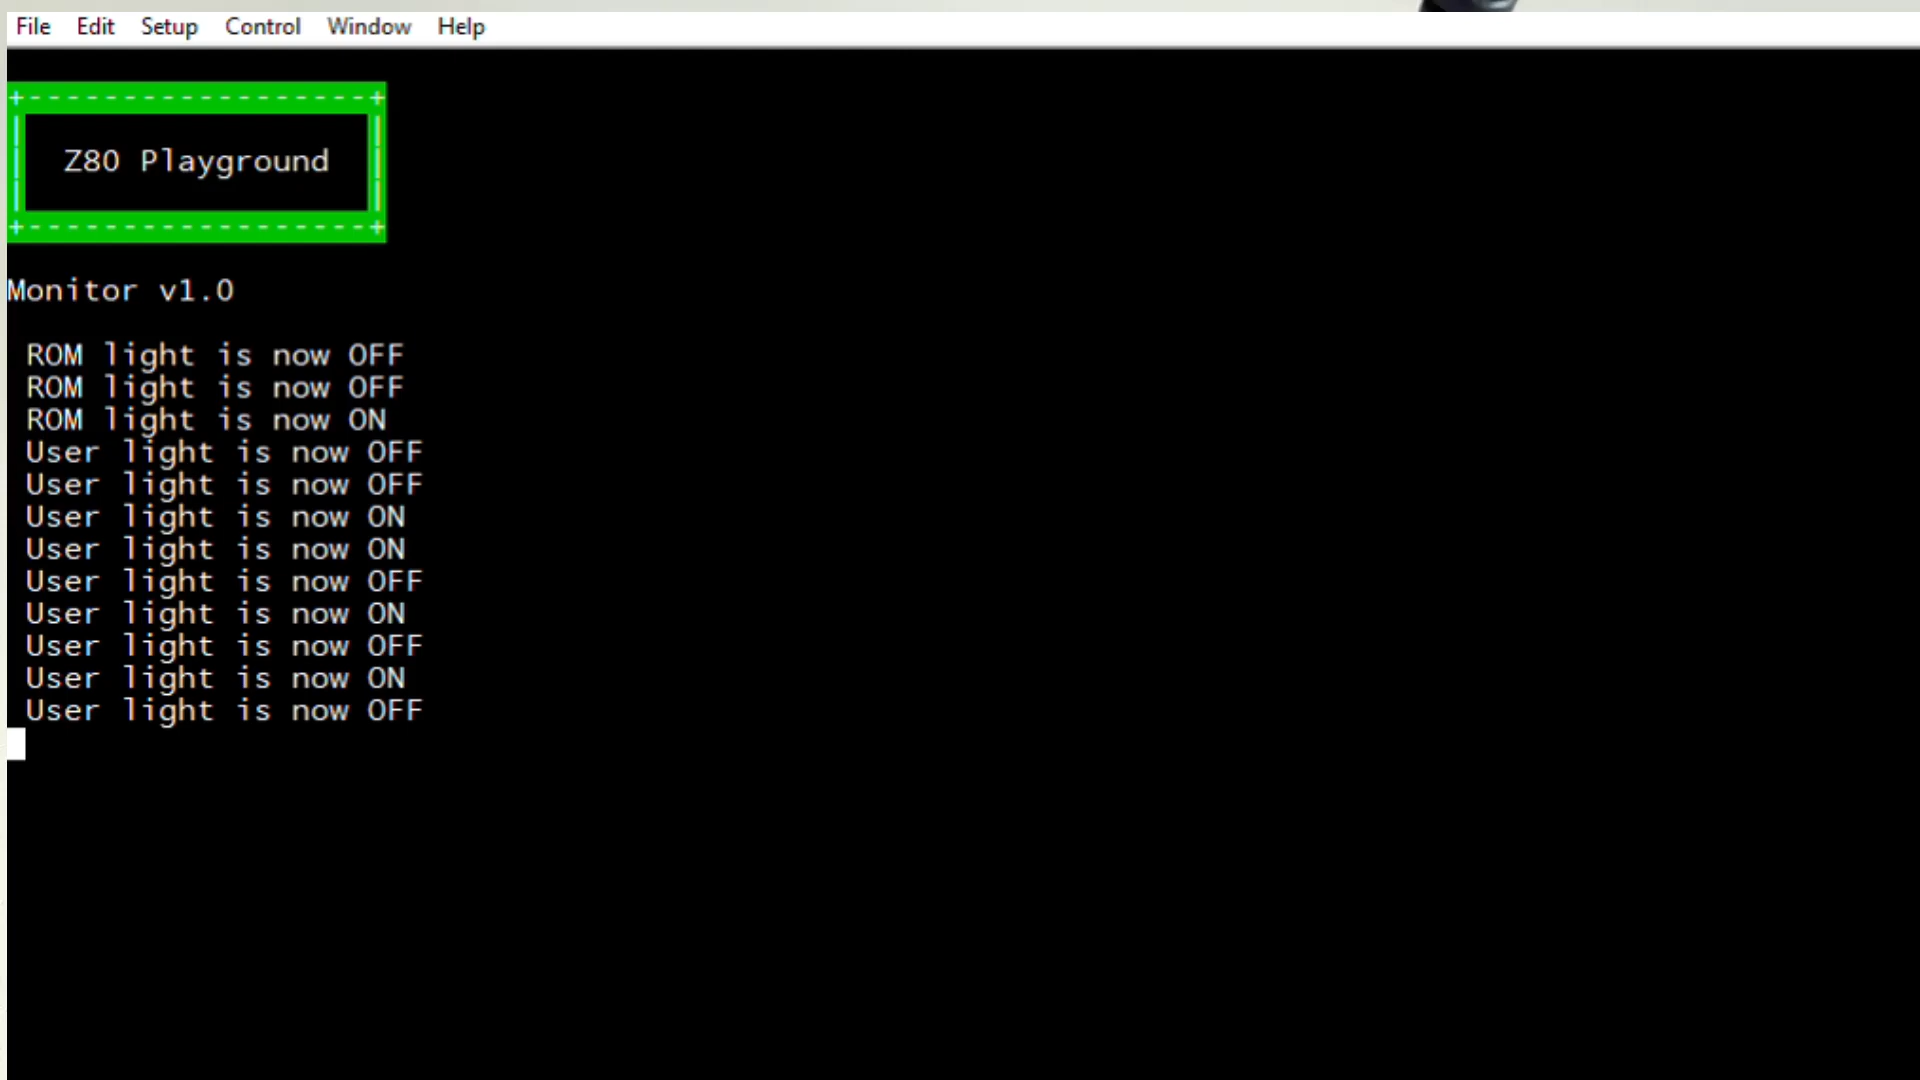 File Edit Setup Control Window Help
+------------------+
| Z80 Playground |
+------------------+
Monitor v1.0
ROM light is now OFF
ROM light is now OFF
ROM light is now ON
User light is now OFF
User light is now OFF
User light is now ON
User light is now ON
User light is now OFF
User light is now ON
User light is now OFF
User light is now ON
User light is now OFF